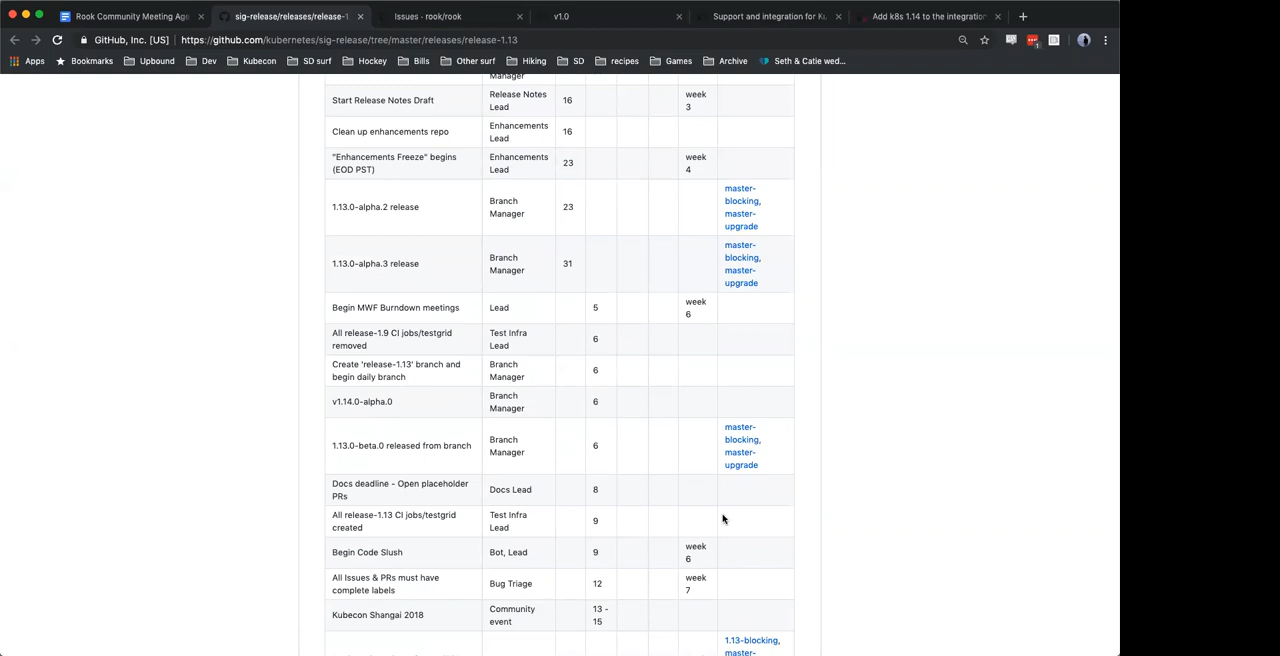 Rook Community Meeting Age
sig-release/releases/release-1
Issues · rook/rook
v1.0
Support and integration for Ku
Add k8s 1.14 to the integration
GitHub, Inc. [US]
https://github.com/kubernetes/sig-release/tree/master/releases/release-1.13
Apps
Bookmarks
Upbound
Dev
Kubecon
SD surf
Hockey
Bills
Other surf
Hiking
SD
recipes
Games
Archive
Seth & Catie wed...
Manager
Start Release Notes Draft
Release Notes
Lead
16
week
3
Clean up enhancements repo
Enhancements
Lead
16
"Enhancements Freeze" begins
(EOD PST)
Enhancements
Lead
23
week
4
1.13.0-alpha.2 release
Branch
Manager
23
master-
blocking,
master-
upgrade
1.13.0-alpha.3 release
Branch
Manager
31
master-
blocking,
master-
upgrade
Begin MWF Burndown meetings
Lead
5
week
6
All release-1.9 CI jobs/testgrid
removed
Test Infra
Lead
6
Create 'release-1.13' branch and
begin daily branch
Branch
Manager
6
v1.14.0-alpha.0
Branch
Manager
6
1.13.0-beta.0 released from branch
Branch
Manager
6
master-
blocking,
master-
upgrade
Docs deadline - Open placeholder
PRs
Docs Lead
8
All release-1.13 CI jobs/testgrid
created
Test Infra
Lead
9
Begin Code Slush
Bot, Lead
9
week
6
All Issues & PRs must have
complete labels
Bug Triage
12
week
7
Kubecon Shangai 2018
Community
event
13 -
15
1.13-blocking,
master-